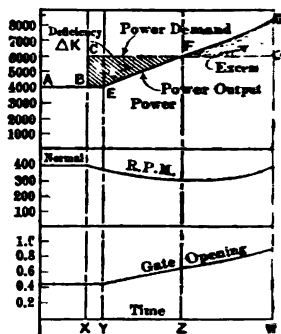 8000
7000
6000
5000
4000
3000
2000
1000
0
Deficiency
ΔK
C
Power Demand
F
Excess
A
B
E
Power Output
Power
Normal
400
300
200
100
R.P.M.
1.0
0.8
0.6
0.4
0.2
Gate Opening
Time
X Y Z W